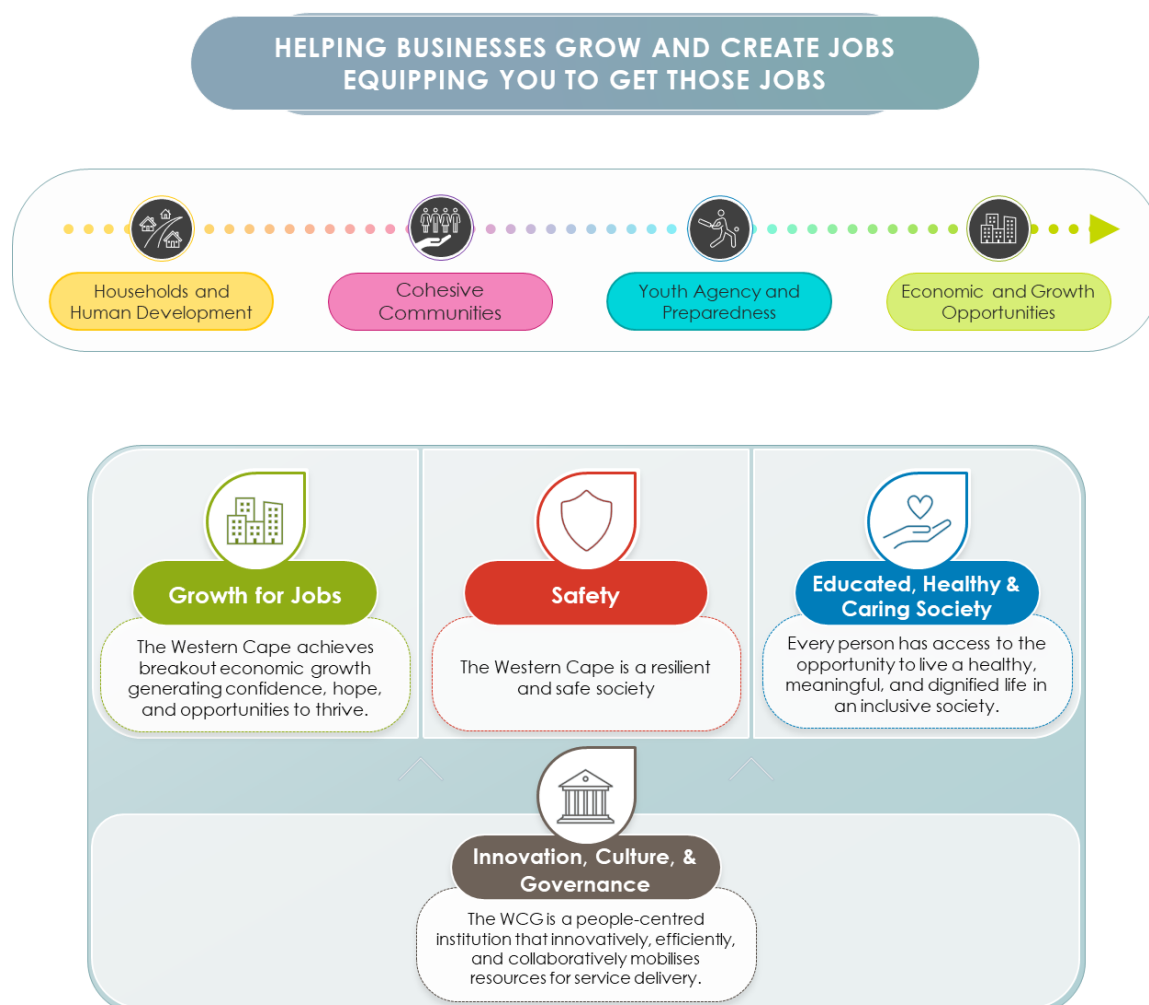 HELPING BUSINESSES GROW AND CREATE JOBS
EQUIPPING YOU TO GET THOSE JOBS
Households and
Human Development
Cohesive
Communities
Youth Agency and
Preparedness
Economic and Growth
Opportunities
Growth for Jobs
The Western Cape achieves
breakout economic growth
generating confidence, hope,
and opportunities to thrive.
Safety
The Western Cape is a resilient
and safe society
Educated, Healthy &
Caring Society
Every person has access to the
opportunity to live a healthy,
meaningful, and dignified life in
an inclusive society.
Innovation, Culture, &
Governance
The WCG is a people-centred
institution that innovatively, efficiently,
and collaboratively mobilises
resources for service delivery.